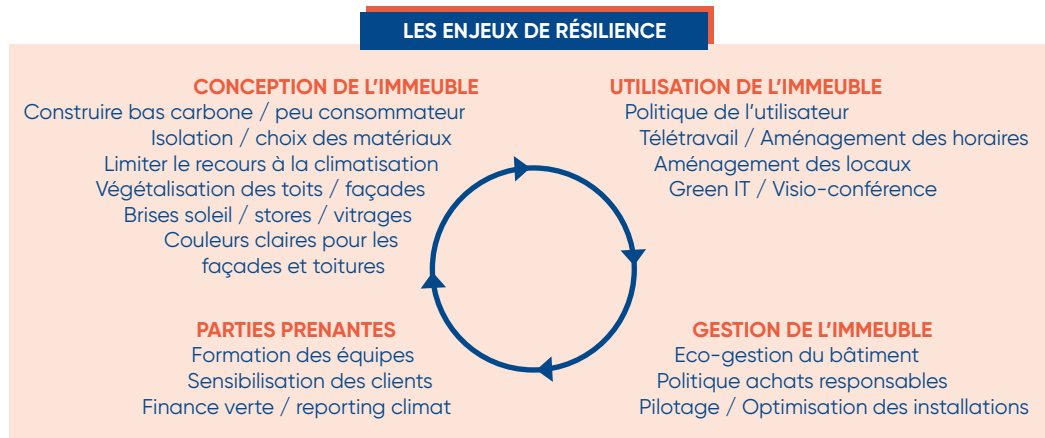 LES ENJEUX DE RÉSILIENCE
CONCEPTION DE L'IMMEUBLE
Construire bas carbone / peu consommateur
Isolation / choix des matériaux
Limiter le recours à la climatisation
Végétalisation des toits / façades
Brises soleil / stores / vitrages
Couleurs claires pour les
façades et toitures
UTILISATION DE L'IMMEUBLE
Politique de l'utilisateur
Télétravail / Aménagement des horaires
Aménagement des locaux
Green IT / Visio-conférence
PARTIES PRENANTES
Formation des équipes
Sensibilisation des clients
Finance verte / reporting climat
GESTION DE L'IMMEUBLE
Eco-gestion du bâtiment
Politique achats responsables
Pilotage / Optimisation des installations